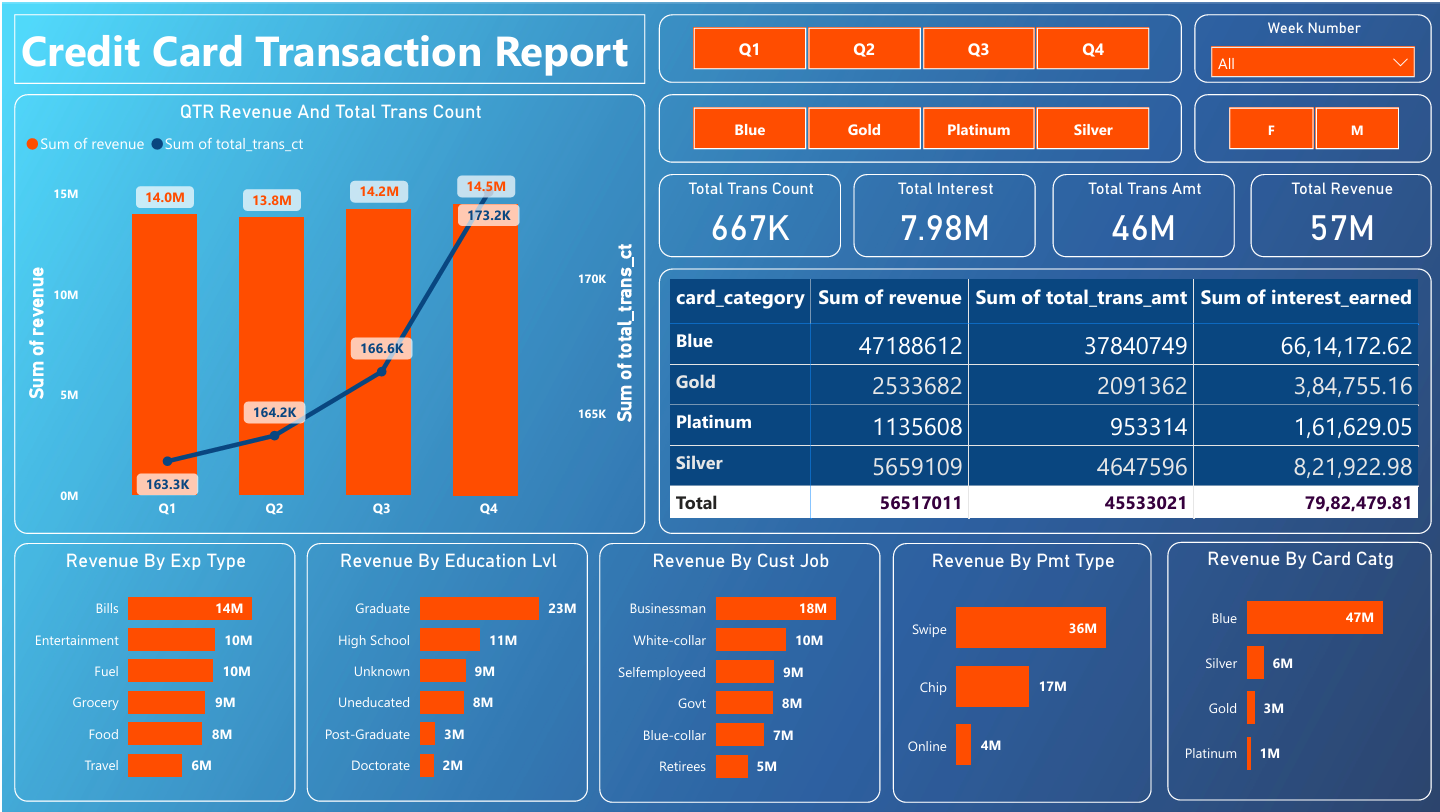 Credit Card Transaction Report
Q1 Q2 Q3 Q4
Week Number
All
Blue Gold Platinum Silver
F M
QTR Revenue And Total Trans Count
Sum of revenue Sum of total_trans_ct
15M
10M
5M
0M
Sum of revenue
14.0M 13.8M 14.2M 14.5M
163.3K 164.2K 166.6K 173.2K
170K
165K
Sum of total_trans_ct
Q1 Q2 Q3 Q4
Total Trans Count
667K
Total Interest
7.98M
Total Trans Amt
46M
Total Revenue
57M
card_category Sum of revenue Sum of total_trans_amt Sum of interest_earned
Blue 47188612 37840749 66,14,172.62
Gold 2533682 2091362 3,84,755.16
Platinum 1135608 953314 1,61,629.05
Silver 5659109 4647596 8,21,922.98
Total 56517011 45533021 79,82,479.81
Revenue By Exp Type
Bills 14M
Entertainment 10M
Fuel 10M
Grocery 9M
Food 8M
Travel 6M
Revenue By Education Lvl
Graduate 23M
High School 11M
Unknown 9M
Uneducated 8M
Post-Graduate 3M
Doctorate 2M
Revenue By Cust Job
Businessman 18M
White-collar 10M
Selfemployeed 9M
Govt 8M
Blue-collar 7M
Retirees 5M
Revenue By Pmt Type
Swipe 36M
Chip 17M
Online 4M
Revenue By Card Catg
Blue 47M
Silver 6M
Gold 3M
Platinum 1M